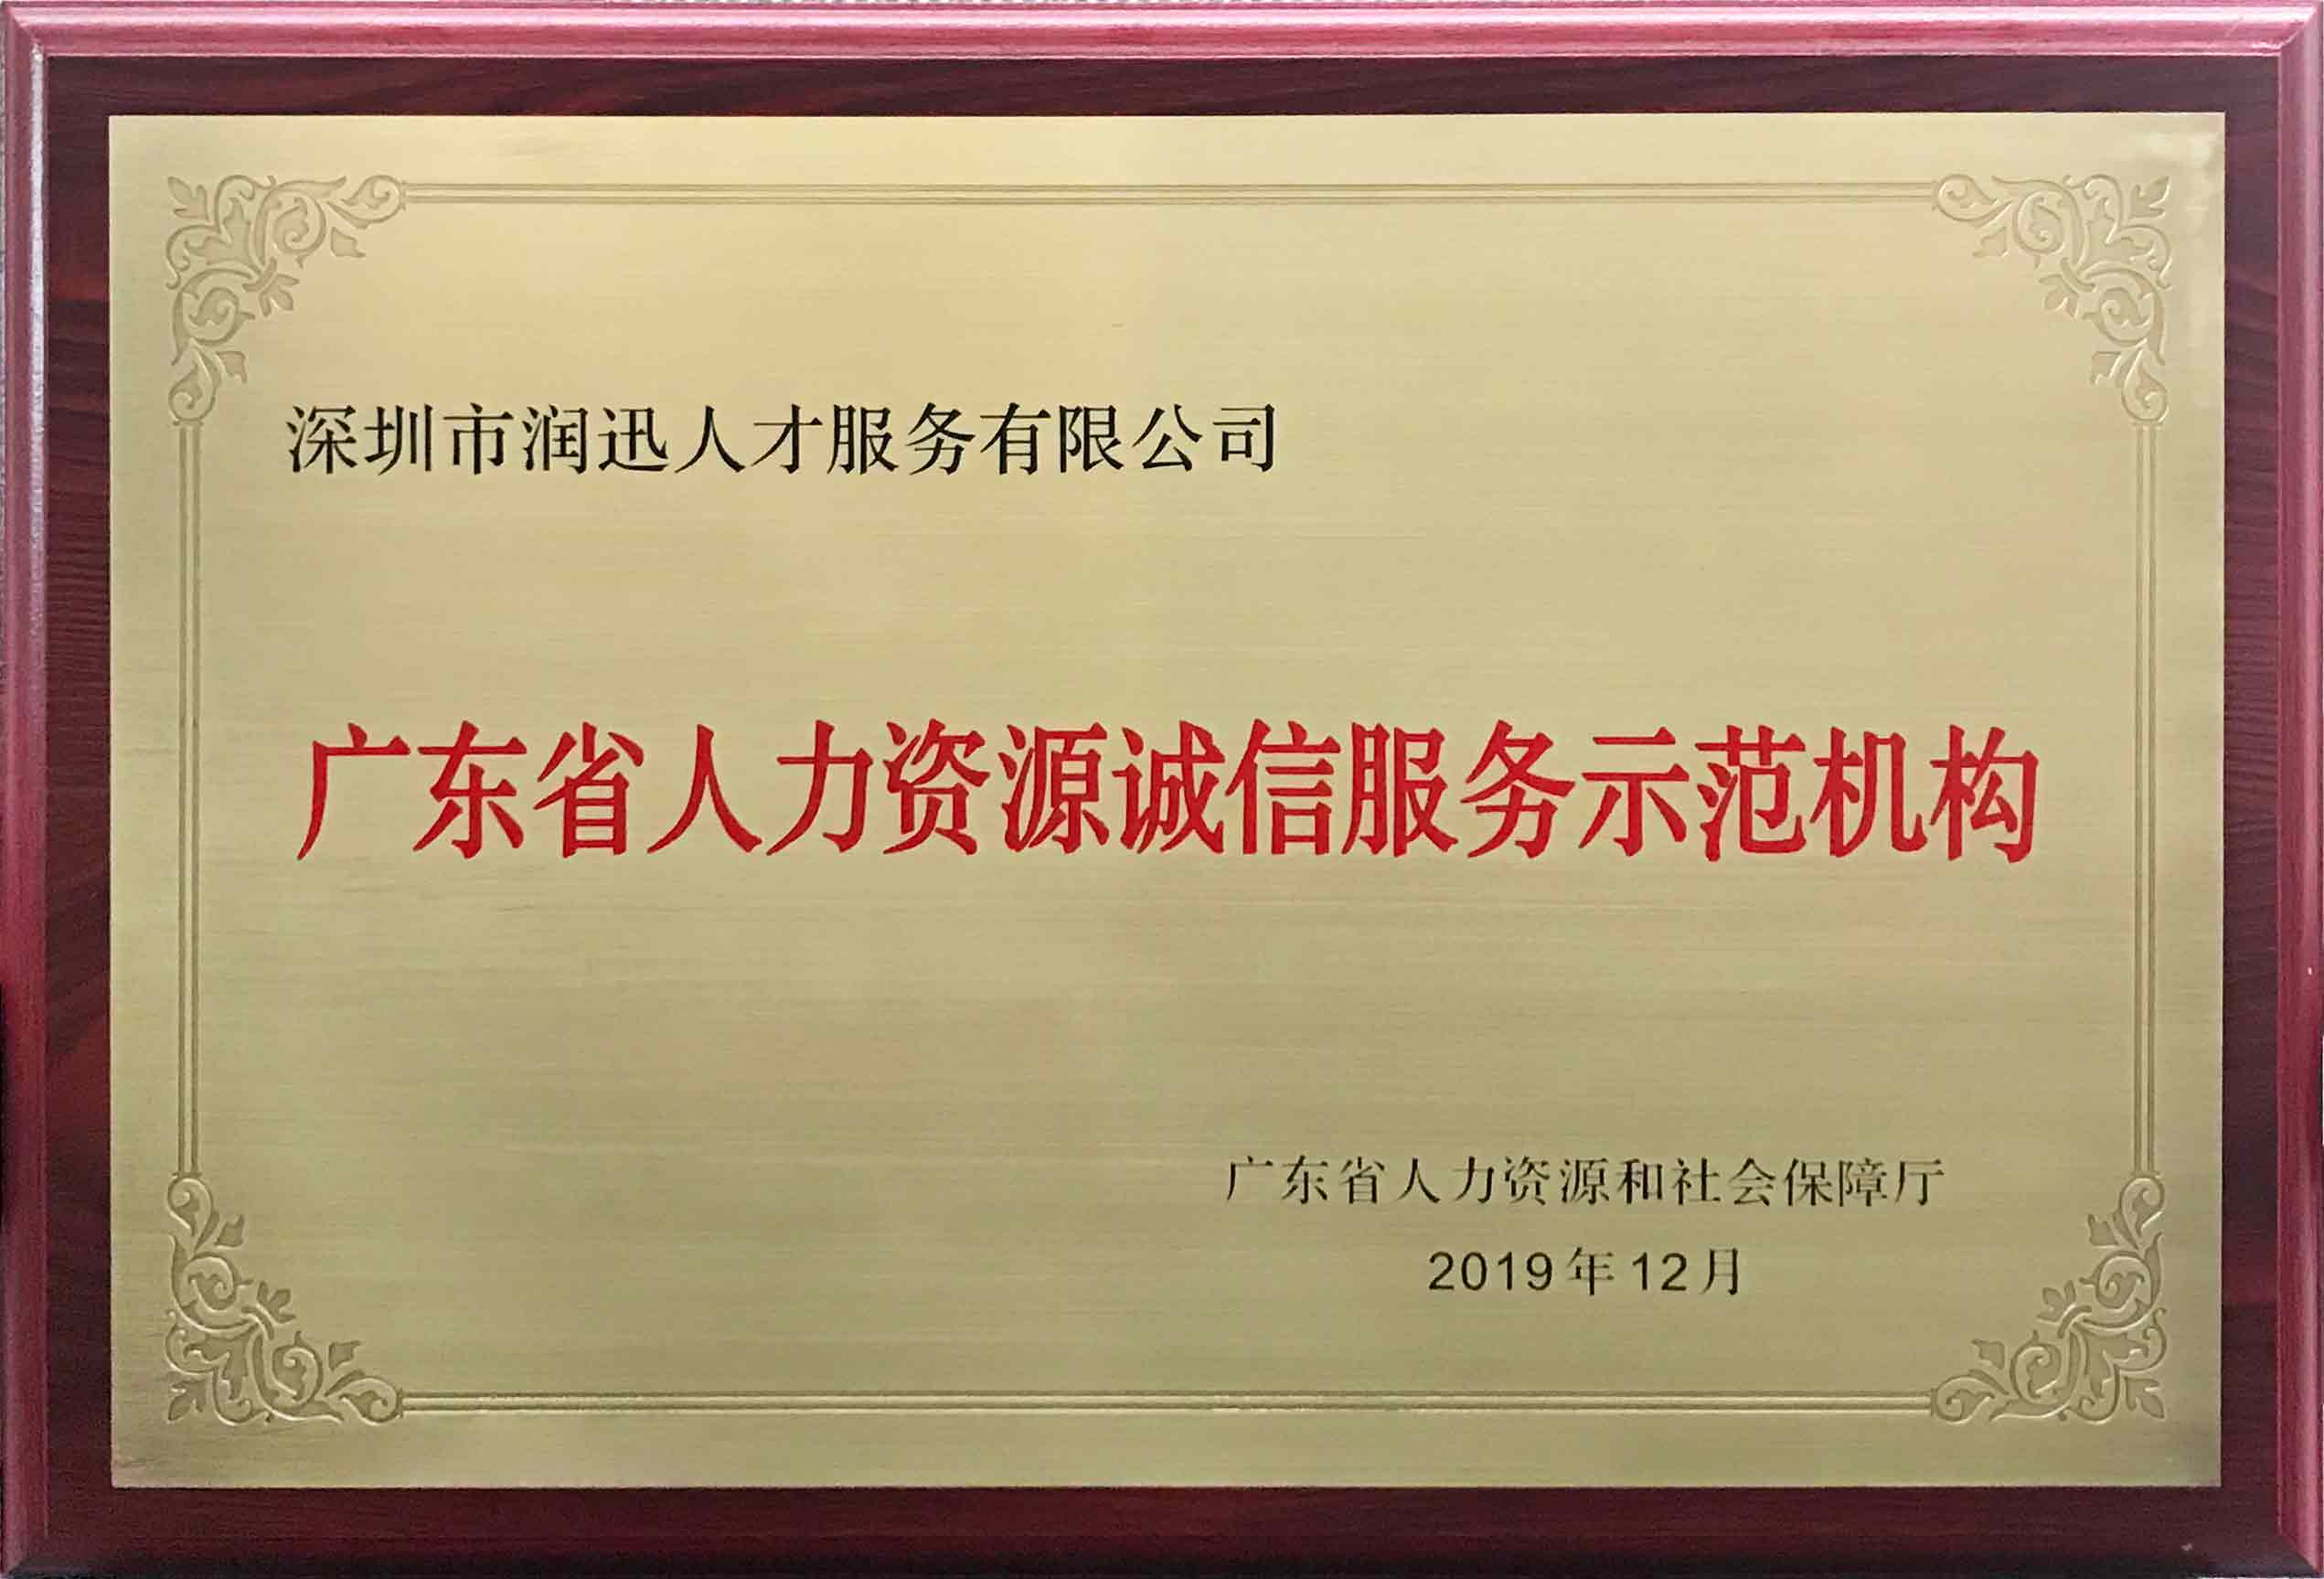 深圳市润迅人才服务有限公司
广东省人力资源诚信服务示范机构
广东省人力资源和社会保障厅
2019年12月